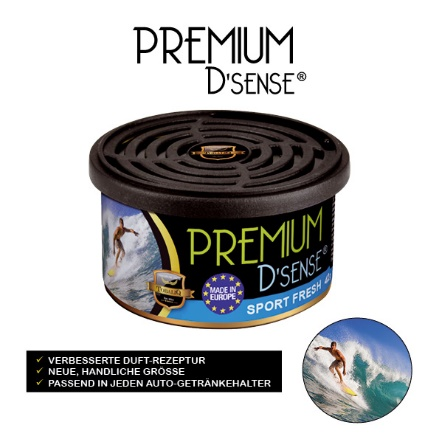 PREMIUM
D'SENSE®
PREMIUM
D'SENSE®
MADE IN
EUROPE
SPORT FRESH
✓ VERBESSERTE DUFT-REZEPTUR
✓ NEUE, HANDLICHE GRÖSSE
✓ PASSEND IN JEDEN AUTO-GETRÄNKEHALTER